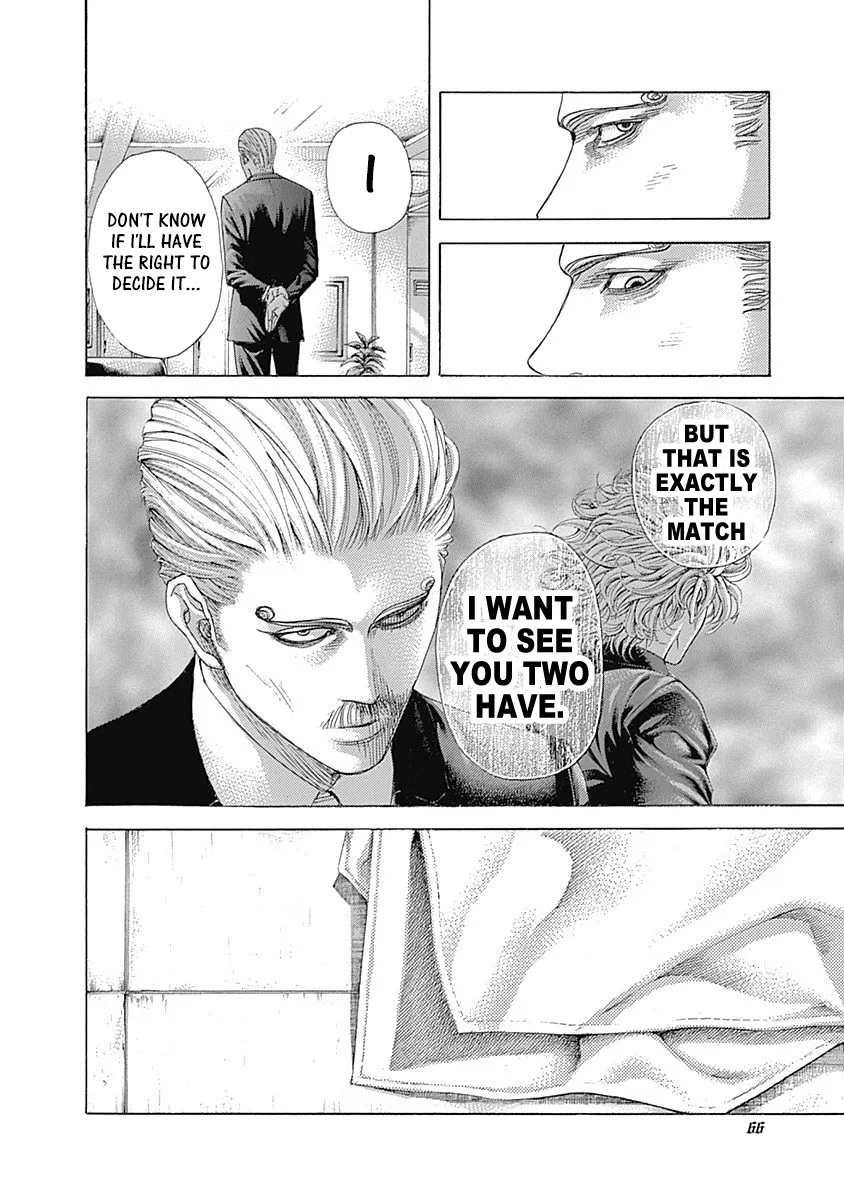 I
DON'T KNOW
IF I'LL HAVE
THE RIGHT TO
DECIDE IT...
BUT
THAT IS
EXACTLY
THE
MATCH
I WANT
TO SEE
YOU TWO
HAVE.
66